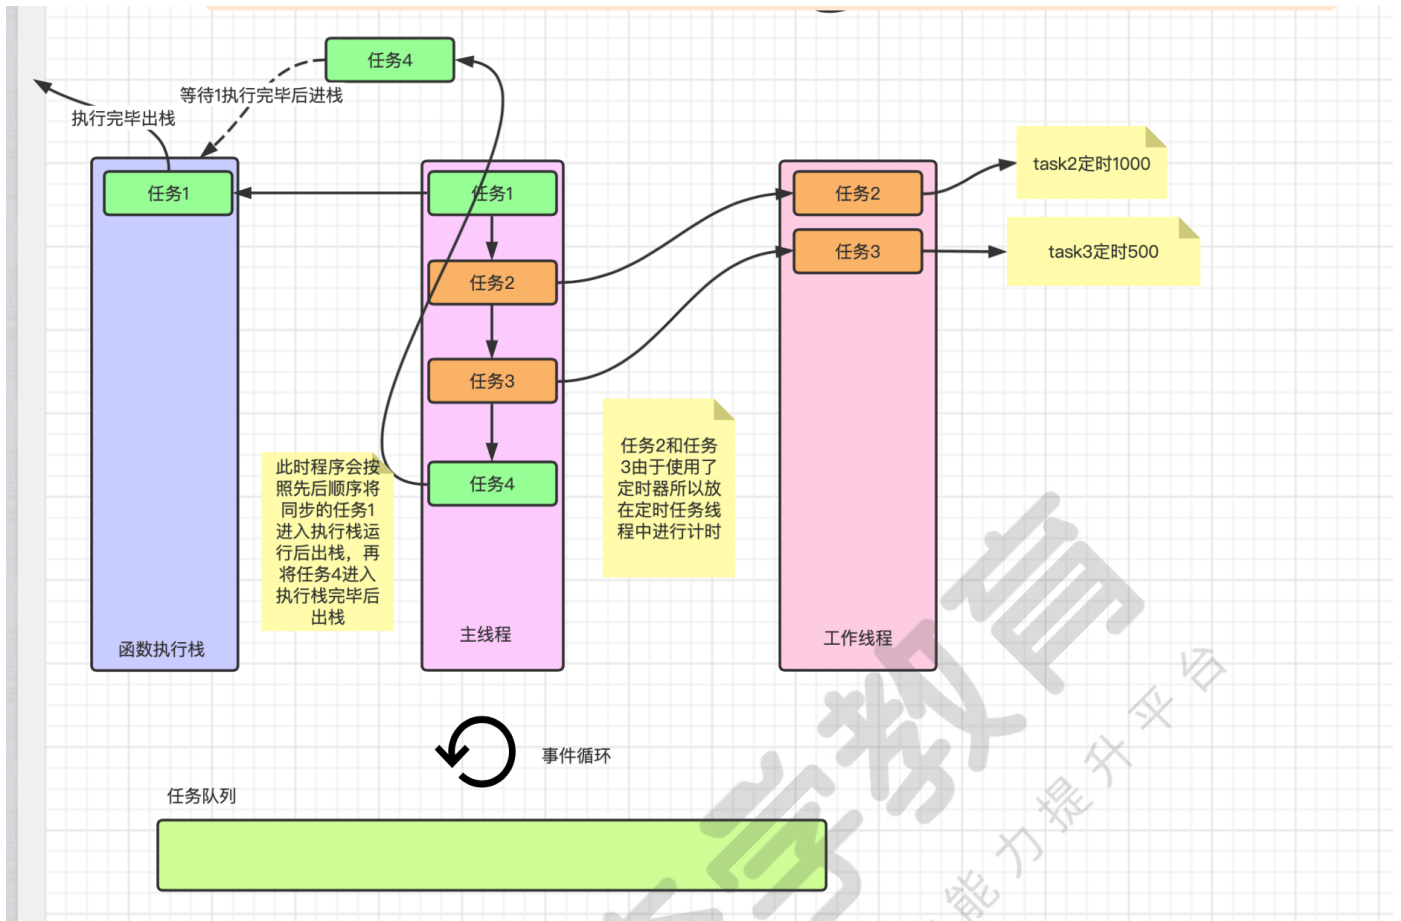 任务4
等待1执行完毕后进栈
执行完毕出栈
任务1
任务1
任务2
task2定时1000
任务3
task3定时500
任务2
任务3
任务4
此时程序会按
照先后顺序将
同步的任务1
进入执行栈运
行后出栈，再
将任务4进入
执行栈完毕后
出栈
任务2和任务
3由于使用了
定时器所以放
在定时任务线
程中进行计时
函数执行栈
主线程
工作线程
事件循环
任务队列
学教育
能力提升平台